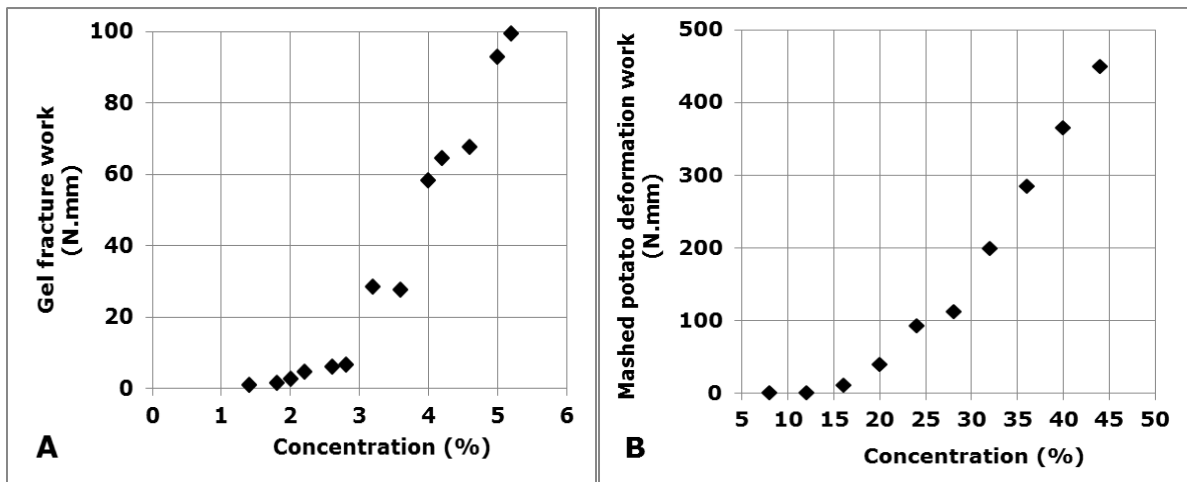 100
80
60
40
20
0
Gel fracture work
(N.mm)
0 1 2 3 4 5 6
A Concentration (%)
500
400
300
200
100
0
Mashed potato deformation work
(N.mm)
5 10 15 20 25 30 35 40 45 50
B Concentration (%)